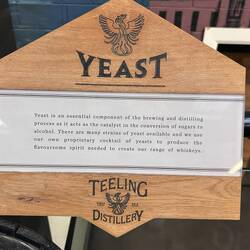 YEAST
Yeast is an essential component of the brewing and distilling
process as it acts as the catalyst in the conversion of sugars to
alcohol. There are many strains of yeast available and we use
our own proprietary cocktail of yeasts to produce the
flavoursome spirit needed to create our range of whiskeys.
TEELING
DISTILLERY